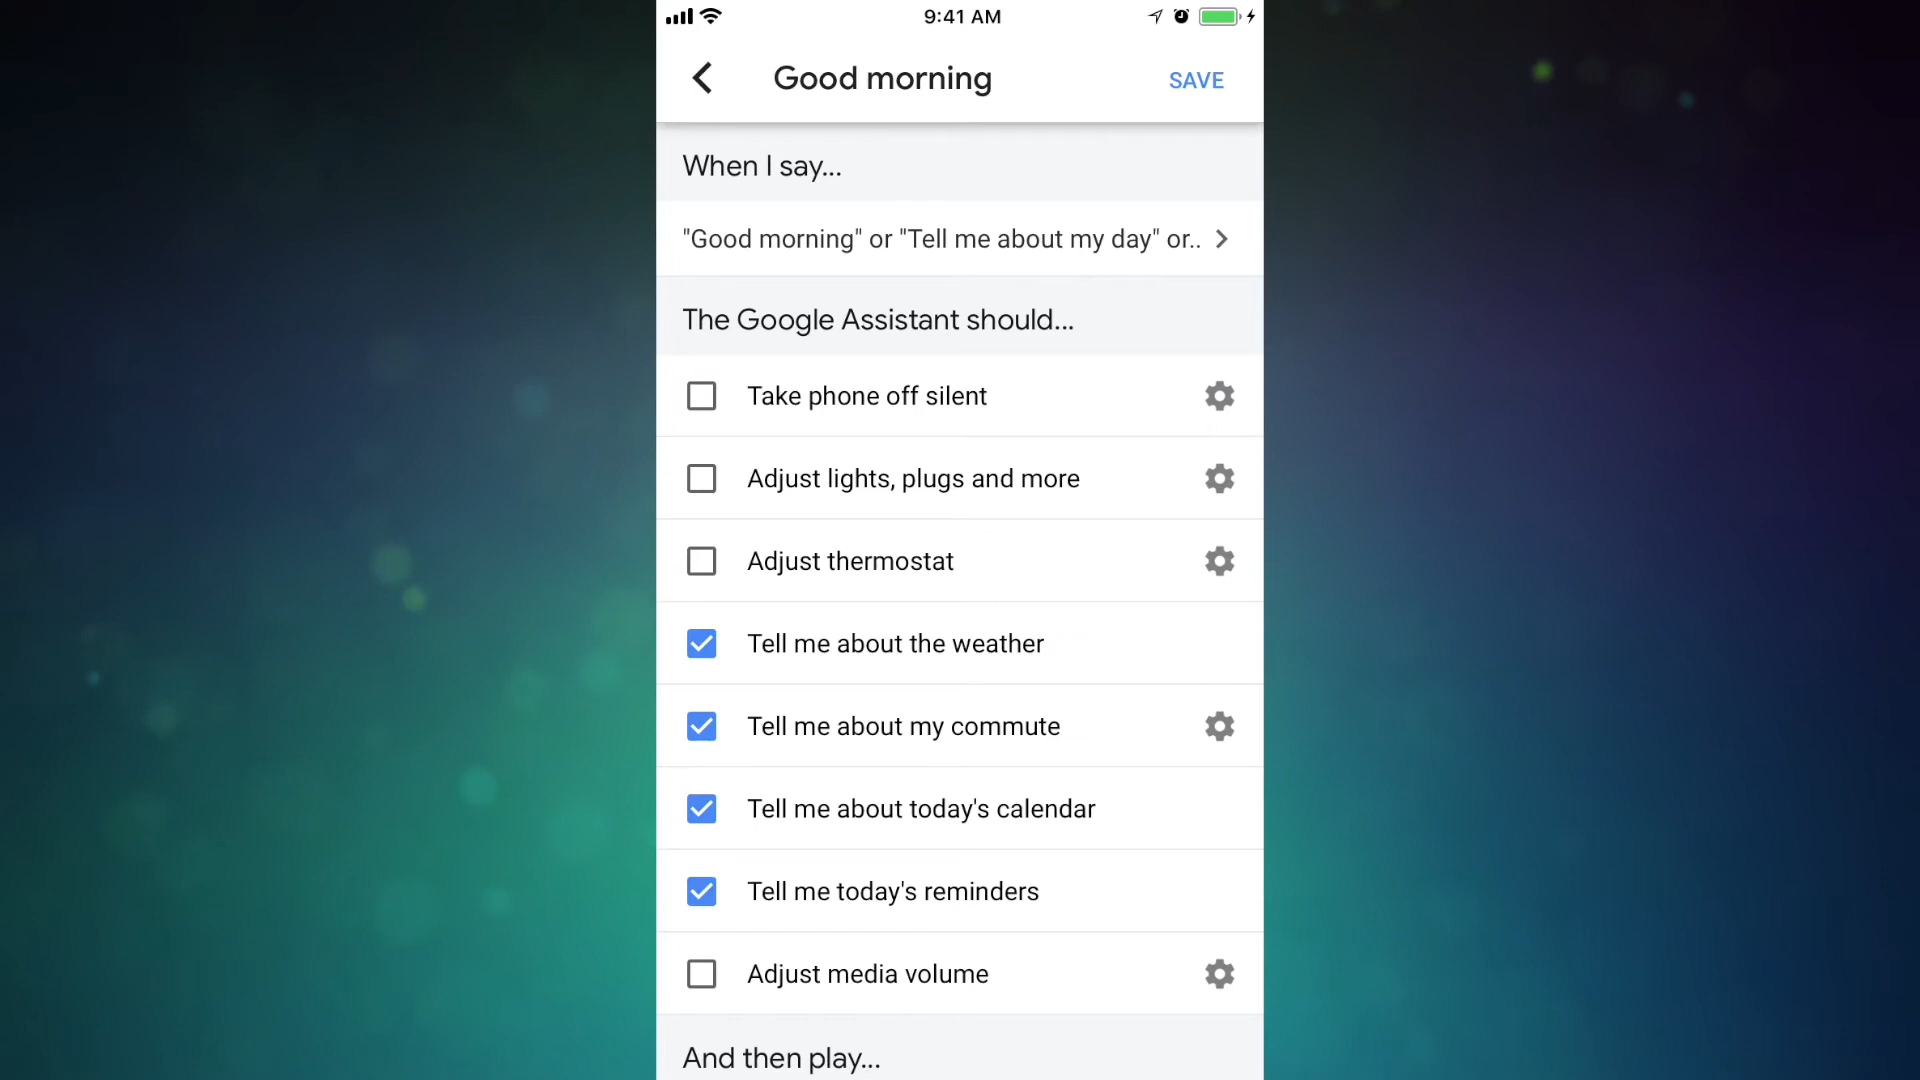 9:41 AM
Good morning
SAVE
When I say...
"Good morning" or "Tell me about my day" or..
The Google Assistant should...
Take phone off silent
Adjust lights, plugs and more
Adjust thermostat
Tell me about the weather
Tell me about my commute
Tell me about today's calendar
Tell me today's reminders
Adjust media volume
And then play...